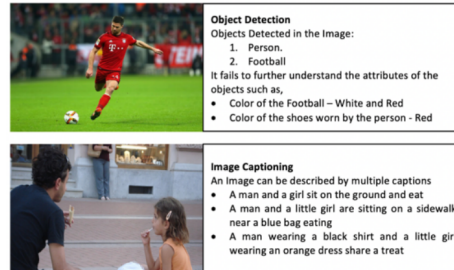 Object Detection
Objects Detected in the Image:
1. Person.
2. Football
It fails to further understand the attributes of the
objects such as,
• Color of the Football – White and Red
• Color of the shoes worn by the person - Red
Image Captioning
An Image can be described by multiple captions
• A man and a girl sit on the ground and eat
• A man and a little girl are sitting on a sidewalk
near a blue bag eating
• A man wearing a black shirt and a little girl
wearing an orange dress share a treat